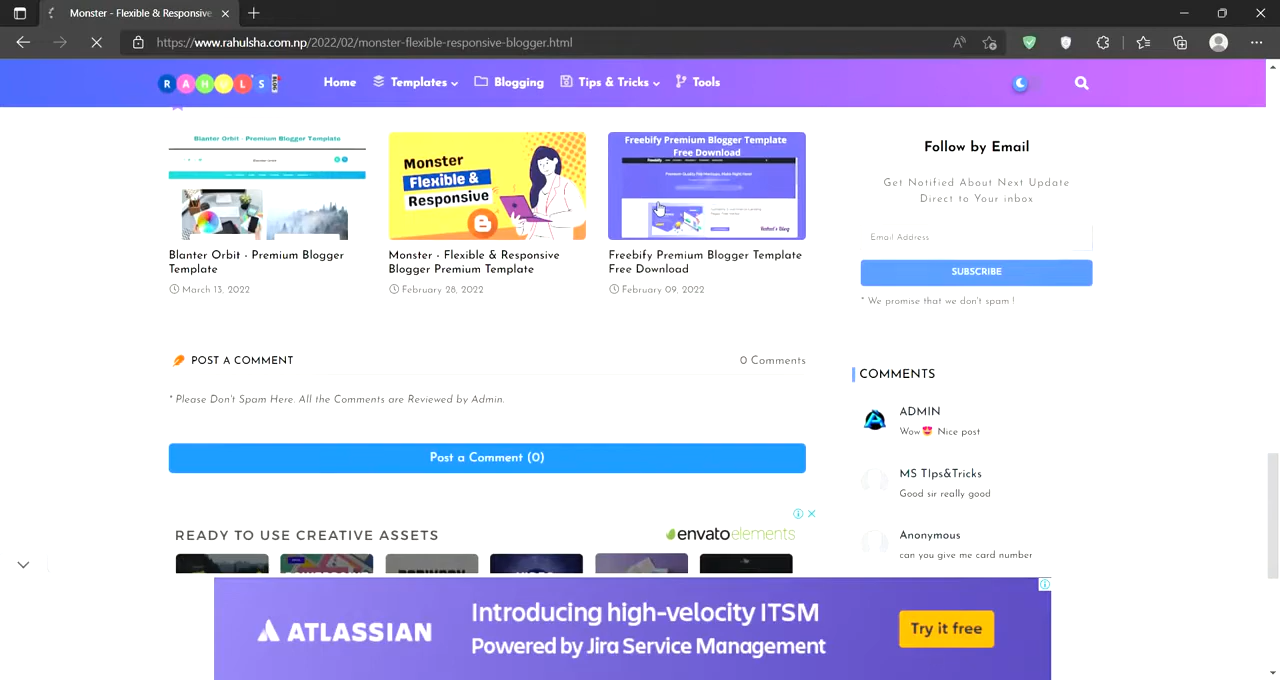 Monster - Flexible & Responsive
https://www.rahulsha.com.np/2022/02/monster-flexible-responsive-blogger.html
RAHULS
BLOG
Home
Templates
Blogging
Tips & Tricks
Tools
Blanter Orbit - Premium Blogger Template
Monster
Flexible &
Responsive
Freebify Premium Blogger Template
Free Download
Blanter Orbit - Premium Blogger
Template
March 13, 2022
Monster - Flexible & Responsive
Blogger Premium Template
February 28, 2022
Freebify Premium Blogger Template
Free Download
February 09, 2022
POST A COMMENT
0 Comments
* Please Don't Spam Here. All the Comments are Reviewed by Admin.
Post a Comment (0)
READY TO USE CREATIVE ASSETS
envatoelements
Follow by Email
Get Notified About Next Update
Direct to Your inbox
Email Address
SUBSCRIBE
* We promise that we don't spam !
COMMENTS
ADMIN
Wow😍 Nice post
MS TIps&Tricks
Good sir really good
Anonymous
can you give me card number
ATLASSIAN
Introducing high-velocity ITSM
Powered by Jira Service Management
Try it free